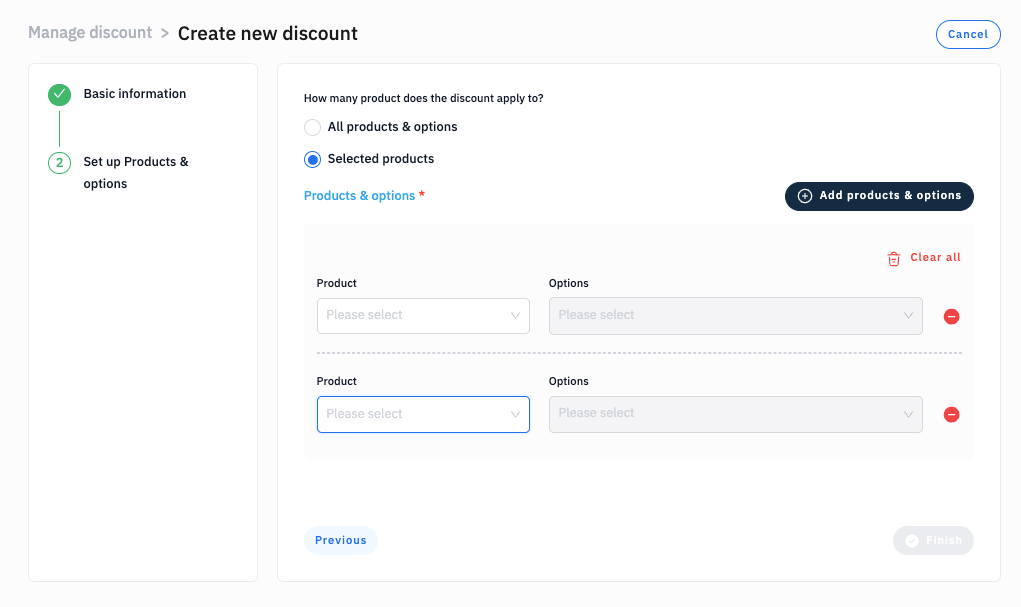 Manage discount > Create new discount
Cancel
Basic information
2 Set up Products &
options
How many product does the discount apply to?
All products & options
Selected products
Products & options *
Add products & options
Clear all
Product Options
Please select Please select
Product Options
Please select Please select
Previous
Finish